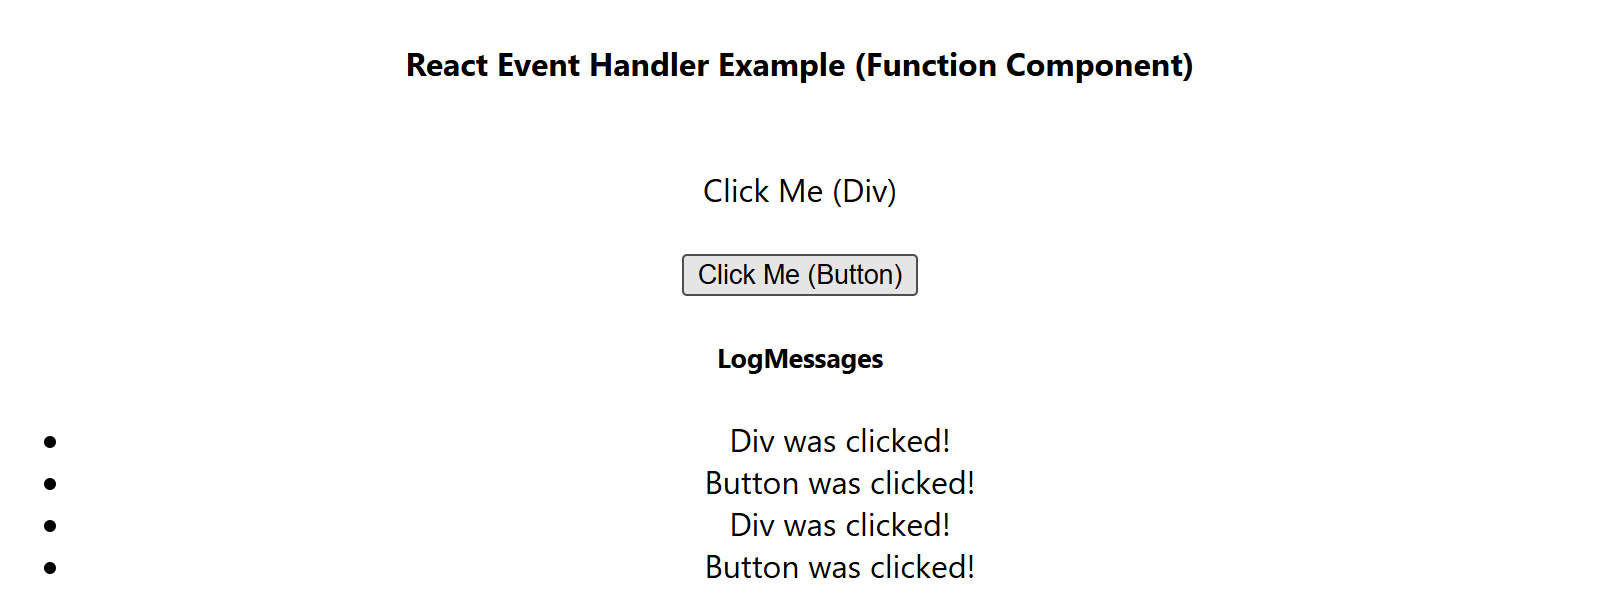 React Event Handler Example (Function Component)
Click Me (Div)
Click Me (Button)
LogMessages
Div was clicked!
Button was clicked!
Div was clicked!
Button was clicked!